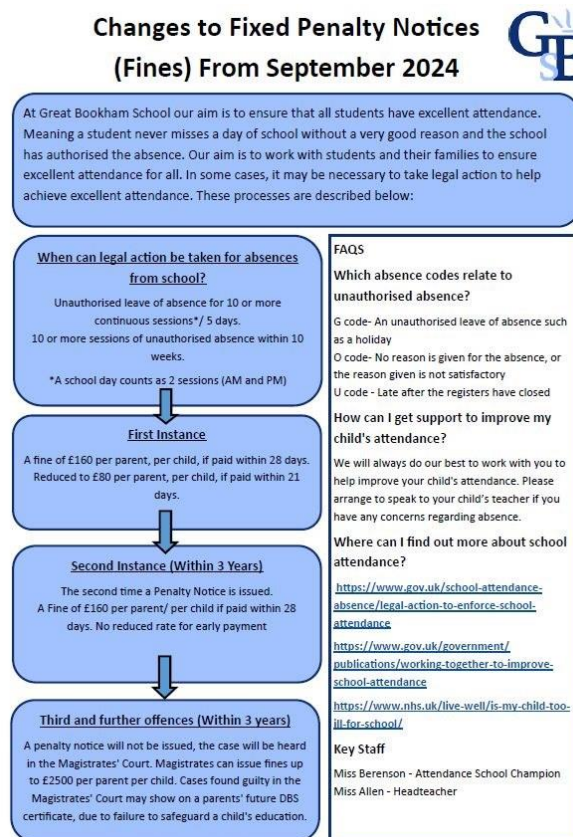 Changes to Fixed Penalty Notices
(Fines) From September 2024
GSB
At Great Bookham School our aim is to ensure that all students have excellent attendance.
Meaning a student never misses a day of school without a very good reason and the school
has authorised the absence. Our aim is to work with students and their families to ensure
excellent attendance for all. In some cases, it may be necessary to take legal action to help
achieve excellent attendance. These processes are described below:
When can legal action be taken for absences
from school?
Unauthorised leave of absence for 10 or more
continuous sessions*/ 5 days.
10 or more sessions of unauthorised absence within 10
weeks.
*A school day counts as 2 sessions (AM and PM)
First Instance
A fine of £160 per parent, per child, if paid within 28 days.
Reduced to £80 per parent, per child, if paid within 21
days.
Second Instance (Within 3 Years)
The second time a Penalty Notice is issued.
A Fine of £160 per parent/ per child if paid within 28
days. No reduced rate for early payment
Third and further offences (Within 3 years)
A penalty notice will not be issued, the case will be heard
in the Magistrates' Court. Magistrates can issue fines up
to £2500 per parent per child. Cases found guilty in the
Magistrates' Court may show on a parents' future DBS
certificate, due to failure to safeguard a child's education.
FAQS
Which absence codes relate to
unauthorised absence?
G code- An unauthorised leave of absence such
as a holiday
O code- No reason is given for the absence, or
the reason given is not satisfactory
U code - Late after the registers have closed
How can I get support to improve my
child's attendance?
We will always do our best to work with you to
help improve your child's attendance. Please
arrange to speak to your child's teacher if you
have any concerns regarding absence.
Where can I find out more about school
attendance?
https://www.gov.uk/school-attendance-
absence/legal-action-to-enforce-school-
attendance
https://www.gov.uk/government/
publications/working-together-to-improve-
school-attendance
https://www.nhs.uk/live-well/is-my-child-too-
ill-for-school/
Key Staff
Miss Berenson - Attendance School Champion
Miss Allen - Headteacher